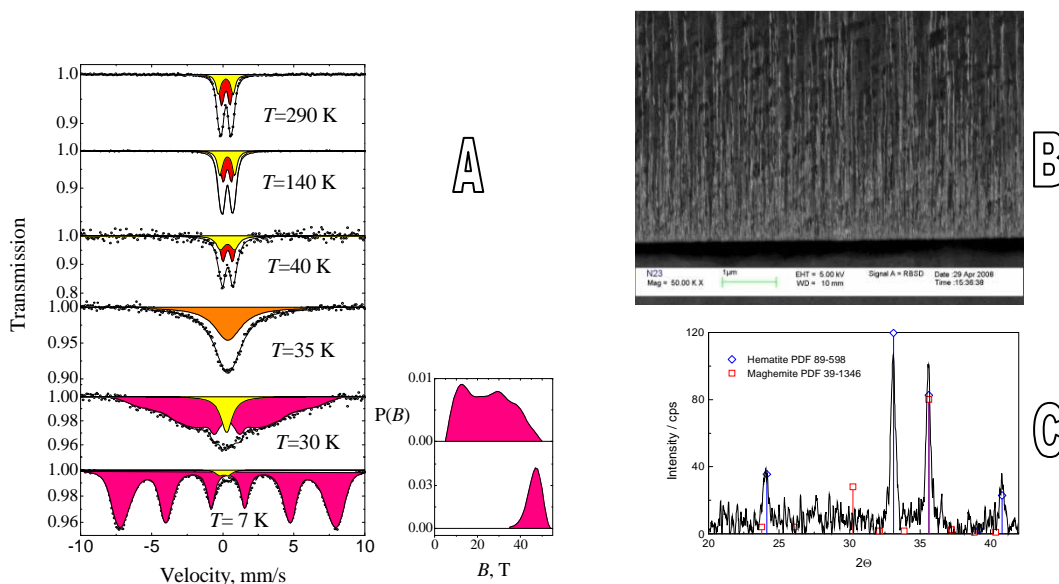 1.0
T=290 K
0.9
1.0
T=140 K
0.9
1.0
0.9
T=40 K
0.8
1.00
0.95
T=35 K
0.90
1.00
0.98
T=30 K
0.96
1.00
0.98
T= 7 K
0.96
-10 -5 0 5 10
Velocity, mm/s
Transmission
A
0.01
P(B)
0.00
0.03
0.00
0 20 40
B, T
B
N23
1µm
EHT = 5.00 kV
Signal A = RBSD
Date :29 Apr 2008
Mag = 50.00 K X
WD = 10 mm
Time :15:36:38
C
120
80
40
0
Intensity / cps
Hematite PDF 89-598
Maghemite PDF 39-1346
20 25 30 35 40
2Θ